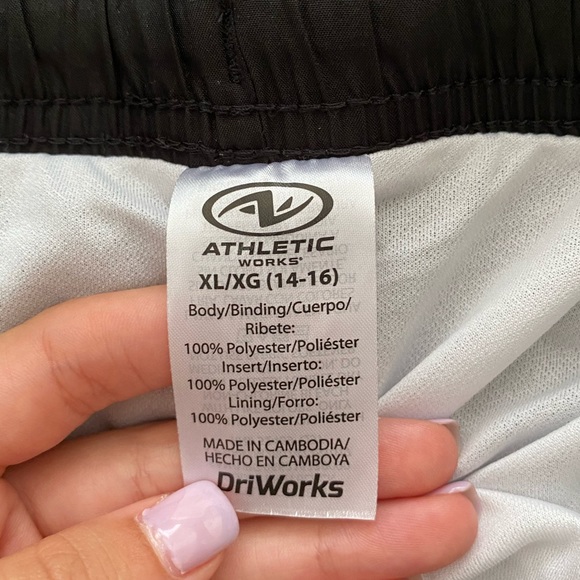 ATHLETIC
WORKS®
XL/XG (14-16)
Body/Binding/Cuerpo/
Ribete:
100% Polyester/Poliéster
Insert/Inserto:
100% Polyester/Poliéster
Lining/Forro:
100% Polyester/Poliéster
MADE IN CAMBODIA/
HECHO EN CAMBOYA
DriWorks